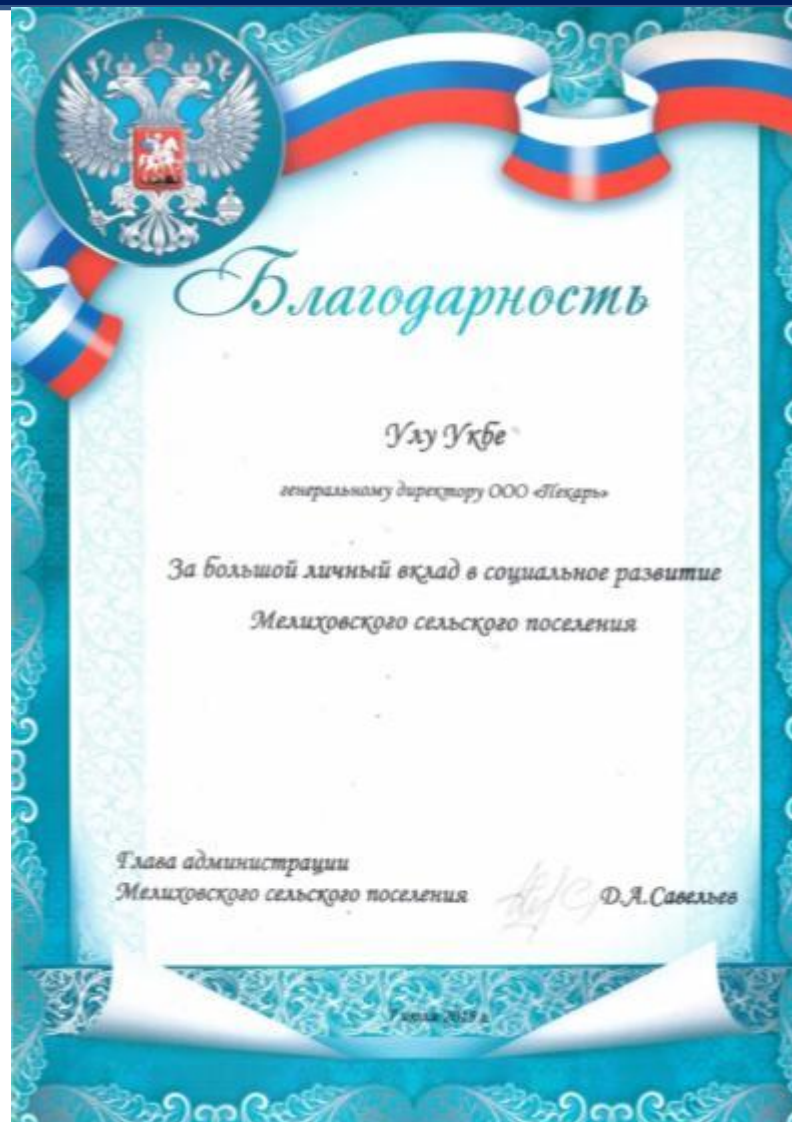 Благодарность
Улу Укбе
генеральному директору ООО «Пекарь»
За большой личный вклад в социальное развитие
Мелиховского сельского поселения
Глава администрации
Мелиховского сельского поселения
Д.А.Савельев